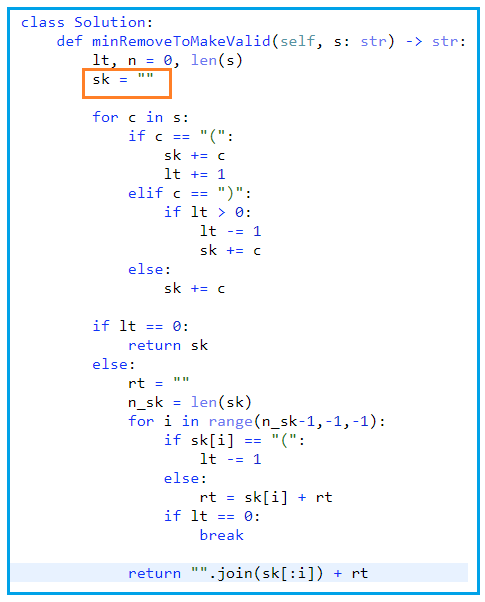 class Solution:
    def minRemoveToMakeValid(self, s: str) -> str:
        lt, n = 0, len(s)
        sk = ""
        for c in s:
            if c == "(":
                sk += c
                lt += 1
            elif c == ")":
                if lt > 0:
                    lt -= 1
                    sk += c
            else:
                sk += c
        if lt == 0:
            return sk
        else:
            rt = ""
            n_sk = len(sk)
            for i in range(n_sk-1,-1,-1):
                if sk[i] == "(":
                    lt -= 1
                else:
                    rt = sk[i] + rt
                if lt == 0:
                    break
            return "".join(sk[:i]) + rt